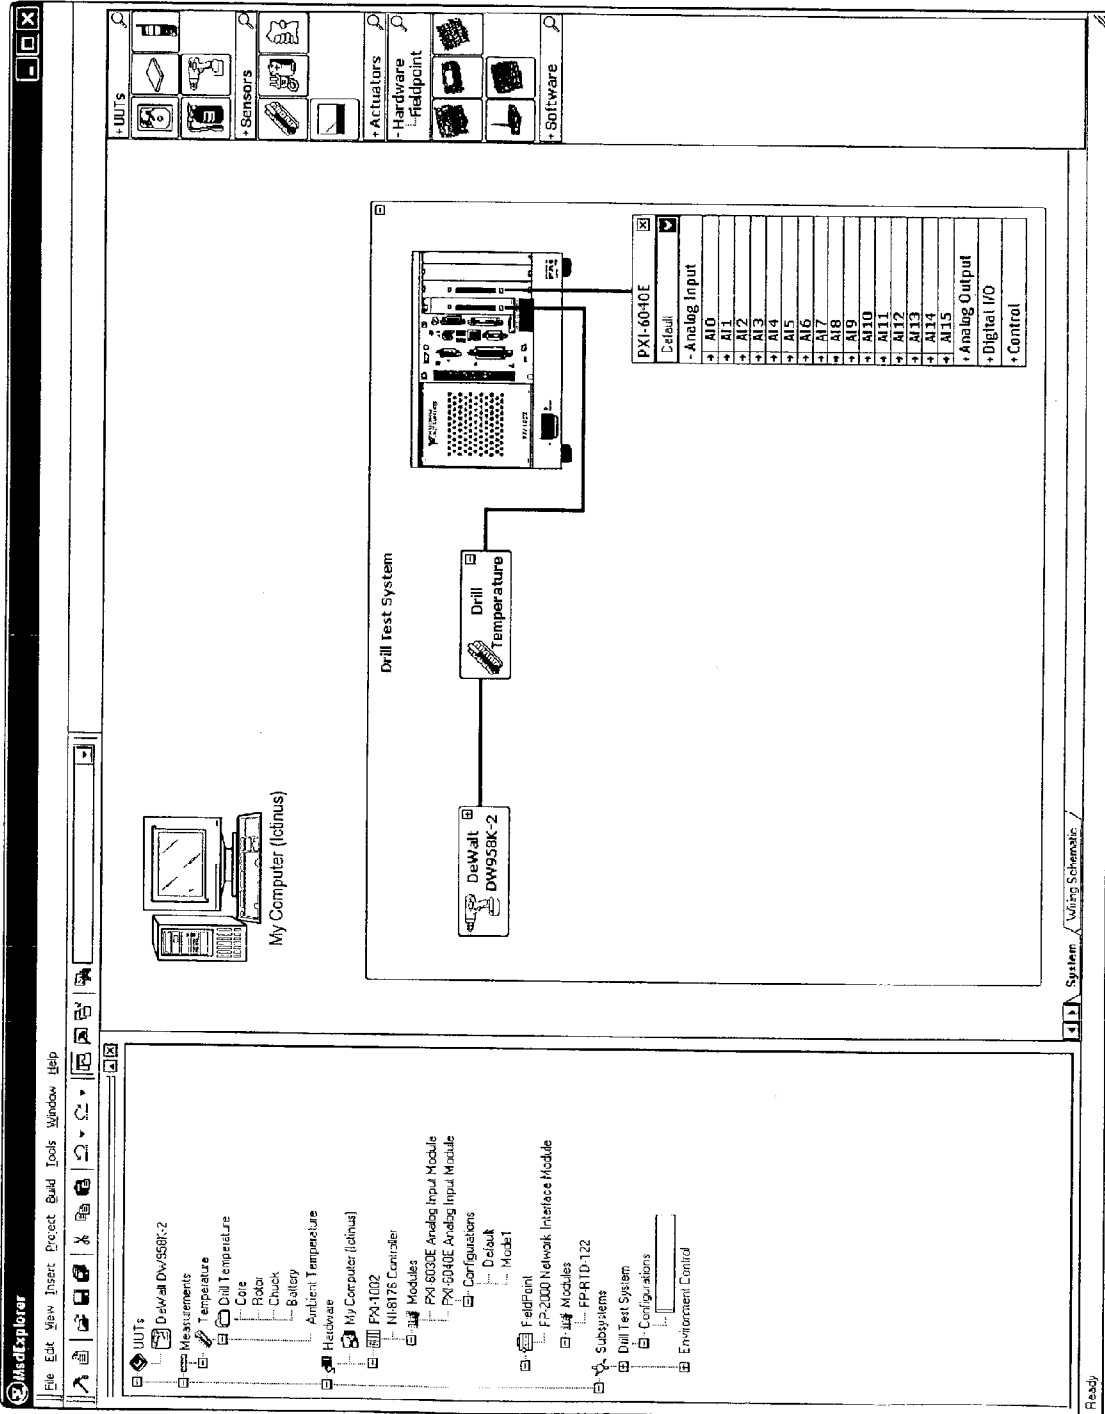 MsdExplorer
File Edit View Insert Project Build Tools Window Help
UUTs
DeWalt DW958K-2
Measurements
Temperature
Drill Temperature
Core
Rotor
Chuck
Battery
Ambient Temperature
Hardware
My Computer (Ictinus)
PXI-1002
NI-8176 Controller
Modules
PXI-6030E Analog Input Module
PXI-6040E Analog Input Module
Configurations
Default
Mode1
FieldPoint
FP-2000 Network Interface Module
Modules
FP-RTD-122
Subsystems
Drill Test System
Configurations
Enviroment Control
My Computer (Ictinus)
Drill Test System
DeWalt
DW958K-2
Drill
Temperature
PXI
PXI-6040E
Default
- Analog Input
AI0
AI1
AI2
AI3
AI4
AI5
AI6
AI7
AI8
AI9
AI10
AI11
AI12
AI13
AI14
AI15
+ Analog Output
+ Digital I/O
+ Control
System
Wiring Schematic
+ UUTs
+ Sensors
+ Actuators
- Hardware
Fieldpoint
+ Software
Ready